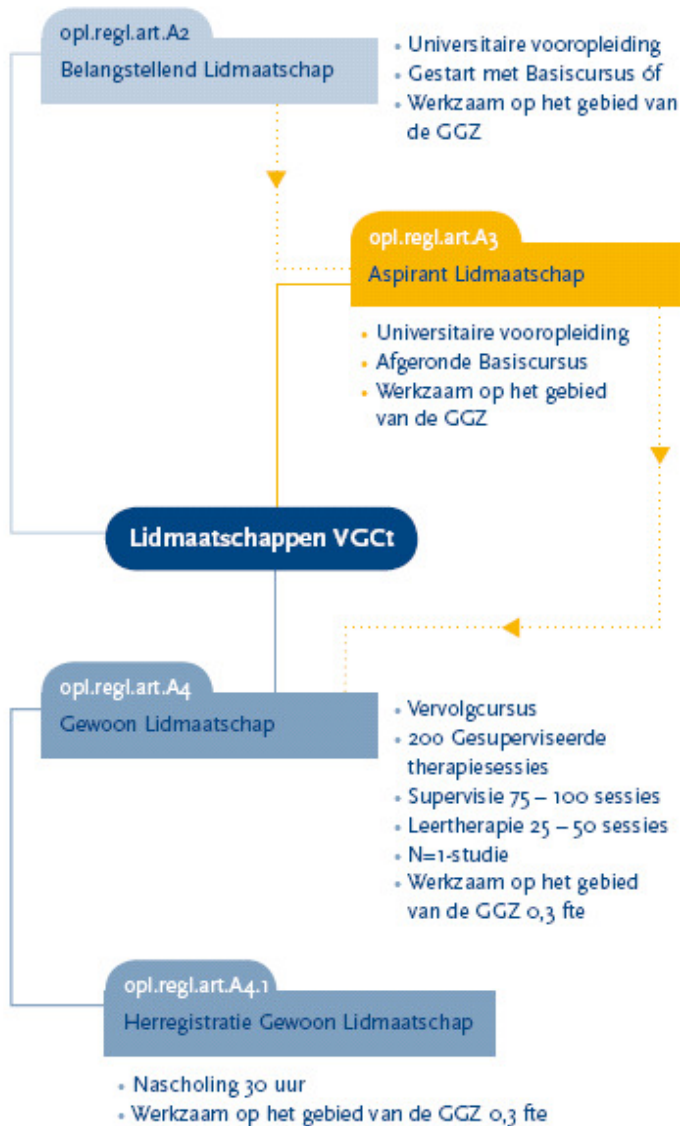 opl.regl.art.A2
Belangstellend Lidmaatschap
• Universitaire vooropleiding
• Gestart met Basiscursus óf
• Werkzaam op het gebied van
de GGZ
opl.regl.art.A3
Aspirant Lidmaatschap
• Universitaire vooropleiding
• Afgeronde Basiscursus
• Werkzaam op het gebied
van de GGZ
Lidmaatschappen VGCt
opl.regl.art.A4
Gewoon Lidmaatschap
• Vervolgcursus
• 200 Gesuperviseerde
therapiesessies
• Supervisie 75 – 100 sessies
• Leertherapie 25 – 50 sessies
• N=1-studie
• Werkzaam op het gebied
van de GGZ 0,3 fte
opl.regl.art.A4.1
Herregistratie Gewoon Lidmaatschap
• Nascholing 30 uur
• Werkzaam op het gebied van de GGZ 0,3 fte